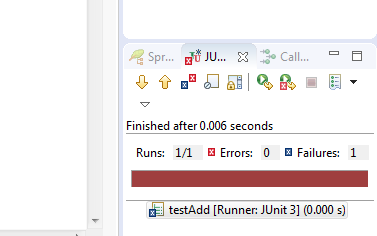 Spr... JU... Call...
Finished after 0.006 seconds
Runs: 1/1 Errors: 0 Failures: 1
testAdd [Runner: JUnit 3] (0.000 s)